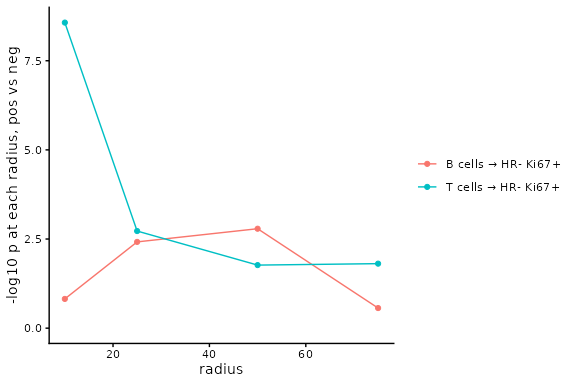 -log10 p at each radius, pos vs neg
7.5
5.0
2.5
0.0
20
40
60
radius
B cells → HR- Ki67+
T cells → HR- Ki67+